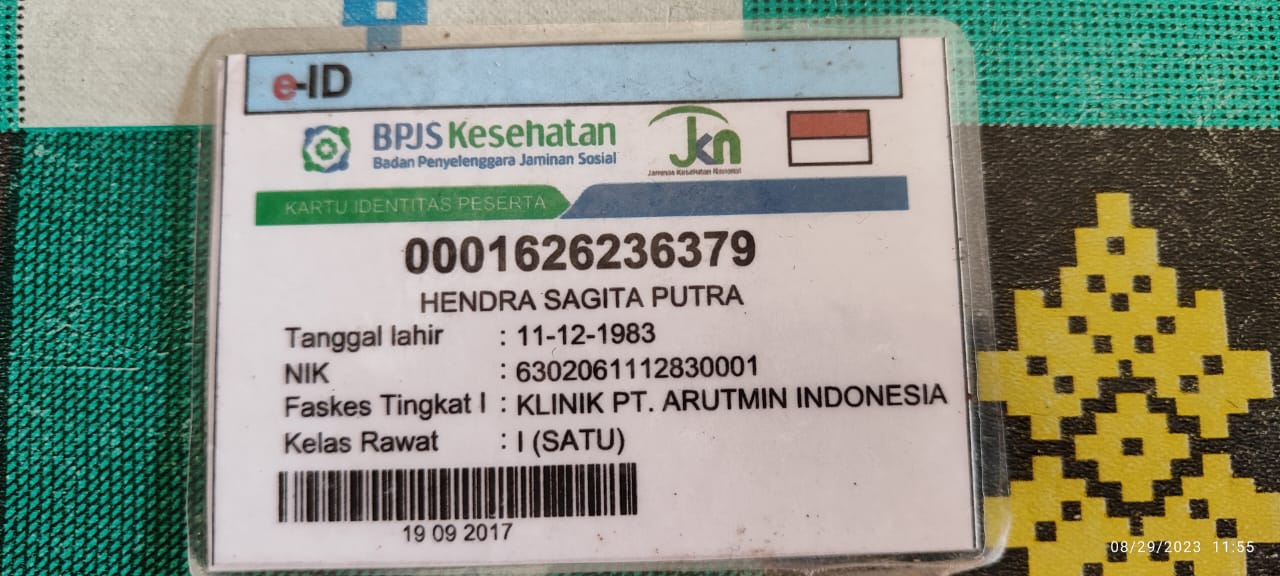 e-ID
BPJS Kesehatan
Badan Penyelenggara Jaminan Sosial
Jkn
Jaminan Kesehatan Nasional
KARTU IDENTITAS PESERTA
0001626236379
HENDRA SAGITA PUTRA
Tanggal lahir : 11-12-1983
NIK : 6302061112830001
Faskes Tingkat I : KLINIK PT. ARUTMIN INDONESIA
Kelas Rawat : I (SATU)
19 09 2017
08/29/2023 11:55